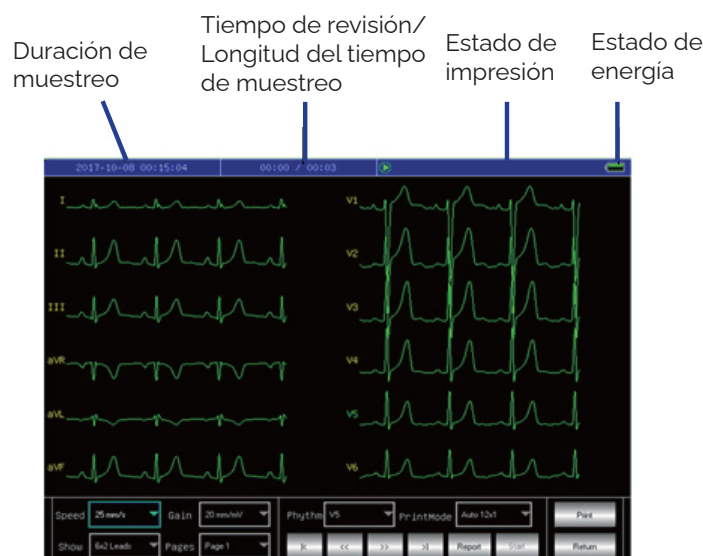 Duración de
muestreo
Tiempo de revisión/
Longitud del tiempo
de muestreo
Estado de
impresión
Estado de
energía
2017-10-08 00:15:04
00:00 / 00:03
I
II
III
aVR
aVL
aVF
V1
V2
V3
V4
V5
V6
Speed 25 mm/s Gain 20 mm/mV Phythm V5 PrintMode Auto 12x1 Print
Show 6x2 Leads Pages Page 1 |< << >> >| Report Start Return